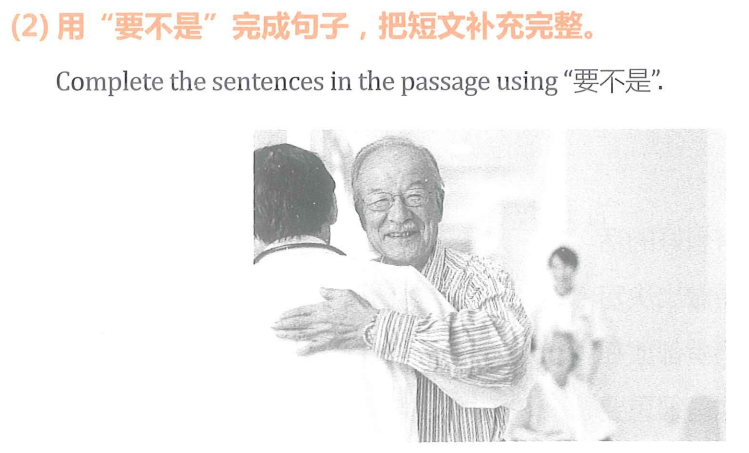 (2) 用“要不是”完成句子，把短文补充完整。
Complete the sentences in the passage using “要不是”.